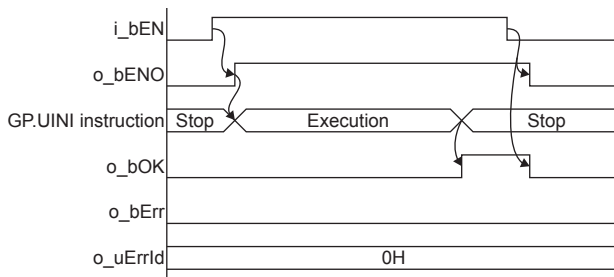 i_bEN
o_bENO
GP.UINI instruction Stop Execution Stop
o_bOK
o_bErr
o_uErrId 0H